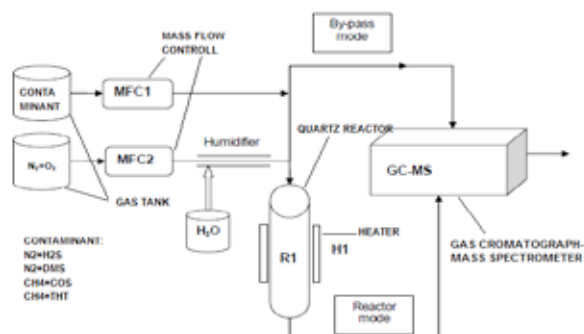 By-pass
mode
MASS FLOW
CONTROLL
CONTA
MINANT
MFC1
N₂+O₂
MFC2
Humidifier
QUARTZ REACTOR
GC-MS
GAS TANK
H₂O
CONTAMINANT:
N2+H2S
N2+DMS
CH4+COS
CH4+THT
R1
HEATER
H1
GAS CROMATOGRAPH-
MASS SPECTROMETER
Reactor
mode